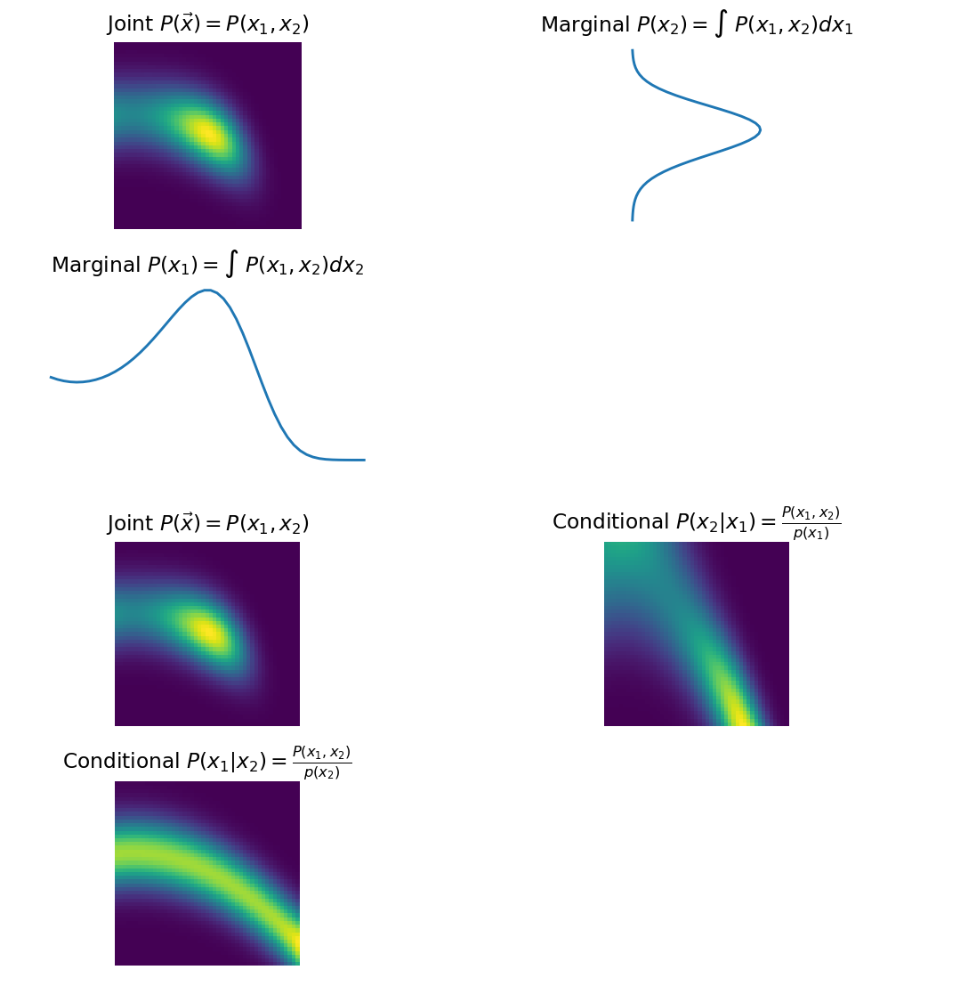 Joint $P(\vec{x}) = P(x_1, x_2)$
Marginal $P(x_2) = \int P(x_1, x_2)dx_1$
Marginal $P(x_1) = \int P(x_1, x_2)dx_2$
Joint $P(\vec{x}) = P(x_1, x_2)$
Conditional $P(x_2|x_1) = \frac{P(x_1, x_2)}{p(x_1)}$
Conditional $P(x_1|x_2) = \frac{P(x_1, x_2)}{p(x_2)}$